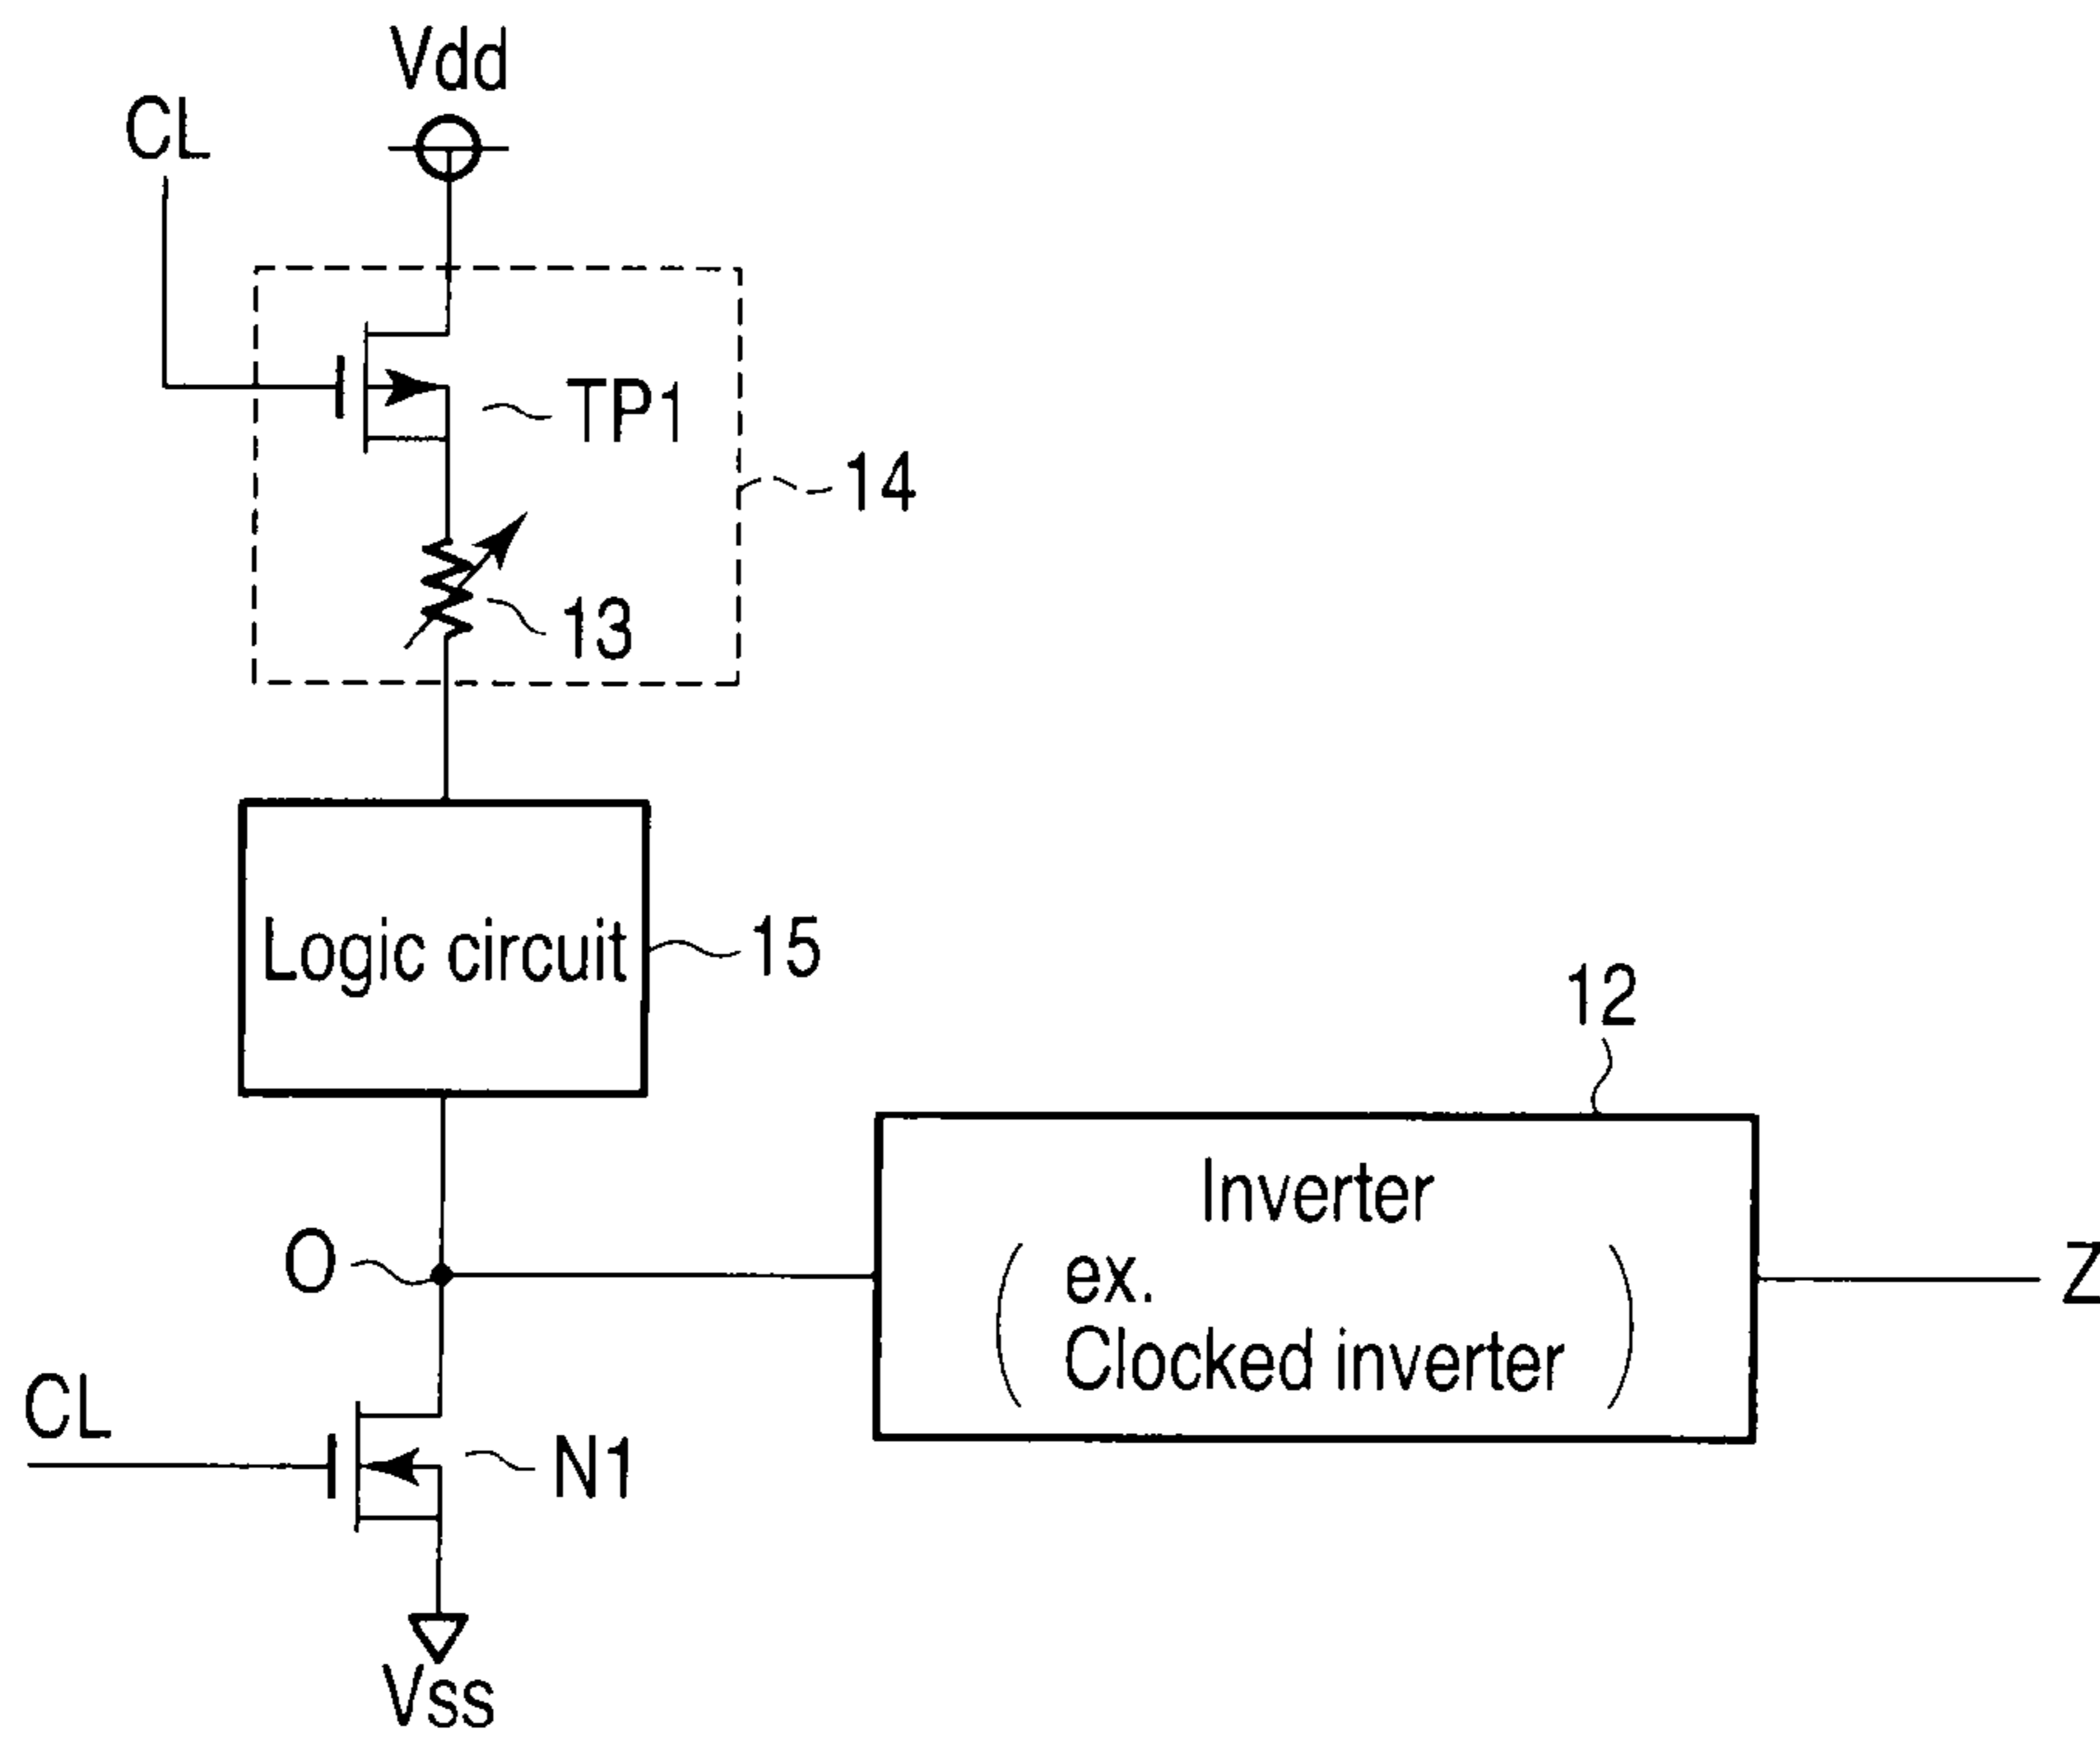 Vdd
CL
TP1
14
13
Logic circuit
15
12
Inverter
( ex.
Clocked inverter )
O
Z
CL
N1
Vss